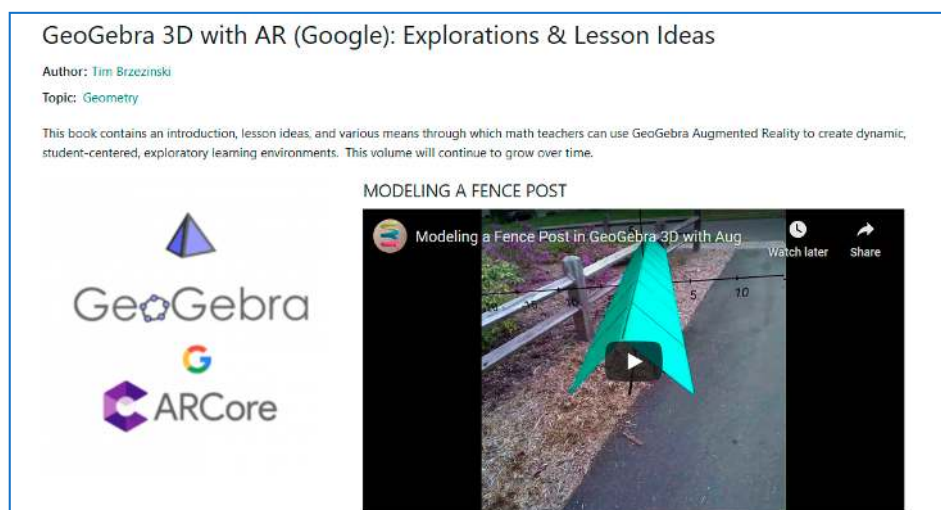 GeoGebra 3D with AR (Google): Explorations & Lesson Ideas
Author: Tim Brzezinski
Topic: Geometry
This book contains an introduction, lesson ideas, and various means through which math teachers can use GeoGebra Augmented Reality to create dynamic,
student-centered, exploratory learning environments. This volume will continue to grow over time.
MODELING A FENCE POST
Modeling a Fence Post in GeoGebra 3D with Aug
Watch later
Share
5
10
GeoGebra
G
ARCore